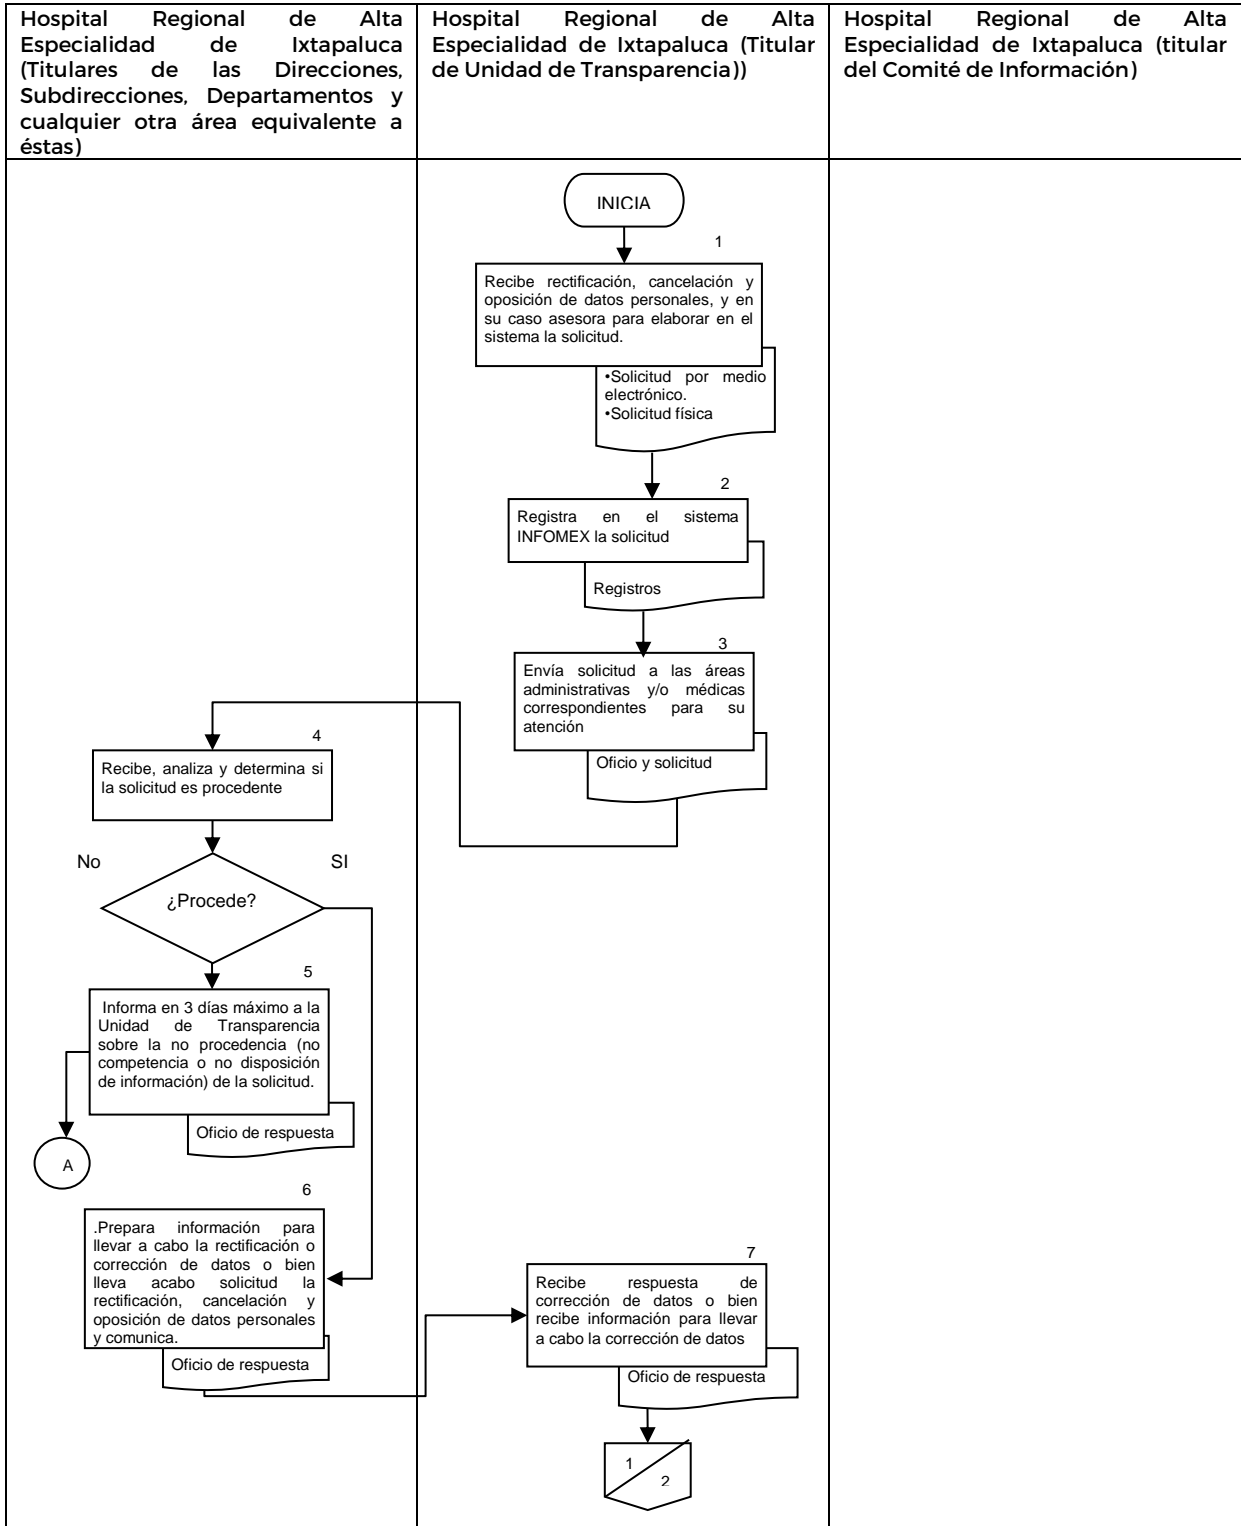 Hospital Regional de Alta
Especialidad de Ixtapaluca
(Titulares de las Direcciones,
Subdirecciones, Departamentos y
cualquier otra área equivalente a
éstas)
Hospital Regional de Alta
Especialidad de Ixtapaluca (Titular
de Unidad de Transparencia))
Hospital Regional de Alta
Especialidad de Ixtapaluca (titular
del Comité de Información)
INICIA
1
Recibe rectificación, cancelación y
oposición de datos personales, y en
su caso asesora para elaborar en el
sistema la solicitud.
•Solicitud por medio
electrónico.
•Solicitud física
2
Registra en el sistema
INFOMEX la solicitud
Registros
3
Envía solicitud a las áreas
administrativas y/o médicas
correspondientes para su
atención
Oficio y solicitud
4
Recibe, analiza y determina si
la solicitud es procedente
No
SI
¿Procede?
5
Informa en 3 días máximo a la
Unidad de Transparencia
sobre la no procedencia (no
competencia o no disposición
de información) de la solicitud.
Oficio de respuesta
A
6
.Prepara información para
llevar a cabo la rectificación o
corrección de datos o bien
lleva acabo solicitud la
rectificación, cancelación y
oposición de datos personales
y comunica.
Oficio de respuesta
7
Recibe respuesta de
corrección de datos o bien
recibe información para llevar
a cabo la corrección de datos
Oficio de respuesta
1
2